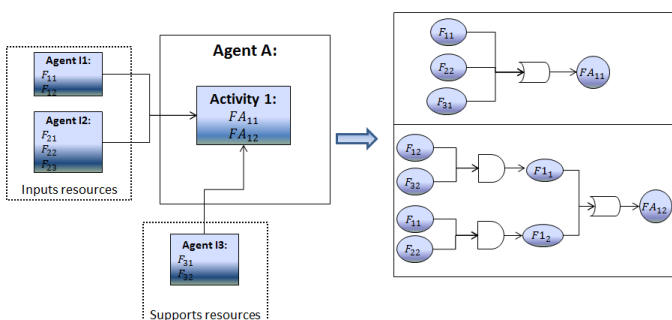 Agent I1:
F₁₁
F₁₂
Agent I2:
F₂₁
F₂₂
F₂₃
Inputs resources
Agent A:
Activity 1:
FA₁₁
FA₁₂
Agent I3:
F₃₁
F₃₂
Supports resources
F₁₁
F₂₂
F₃₁
FA₁₁
F₁₂
F₃₂
F1₁
F₁₁
F₂₂
F1₂
FA₁₂